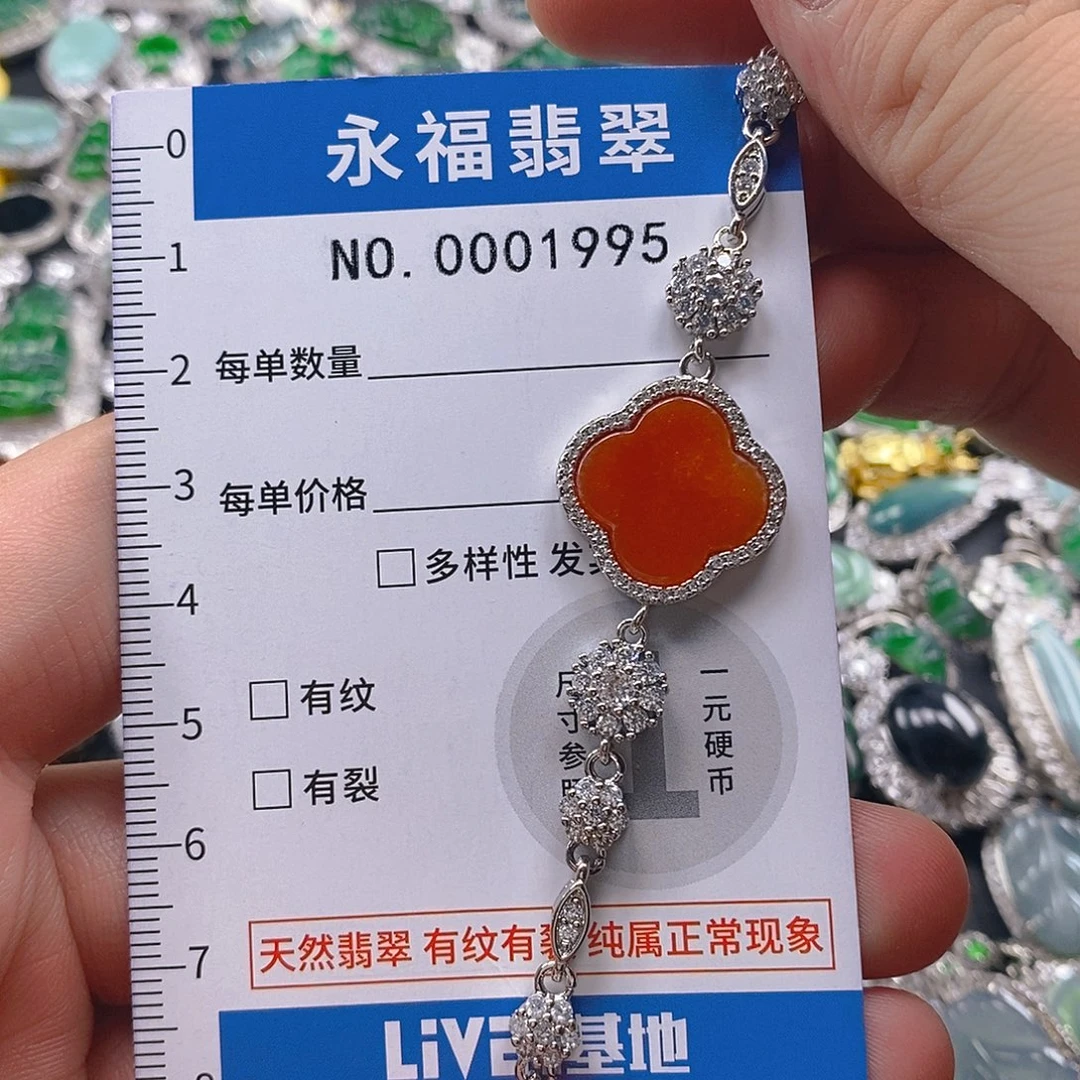 永福翡翠
NO. 0001995
每单数量
每单价格
多样性 发
有纹
有裂
尺寸参
一元硬币
1
天然翡翠 有纹有 纯属正常现象
基地
0
1
2
3
4
5
6
7